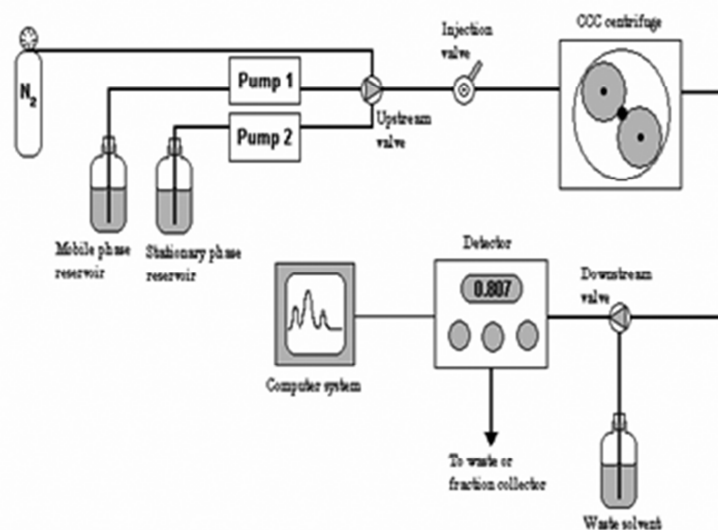 CCC centrifuge
Injection
valve
N2
Pump 1
Pump 2
Upstream
valve
Mobile phase
reservoir
Stationary phase
reservoir
Detector
0.807
Downstream
valve
Computer system
To waste or
fraction collector
Waste solvent